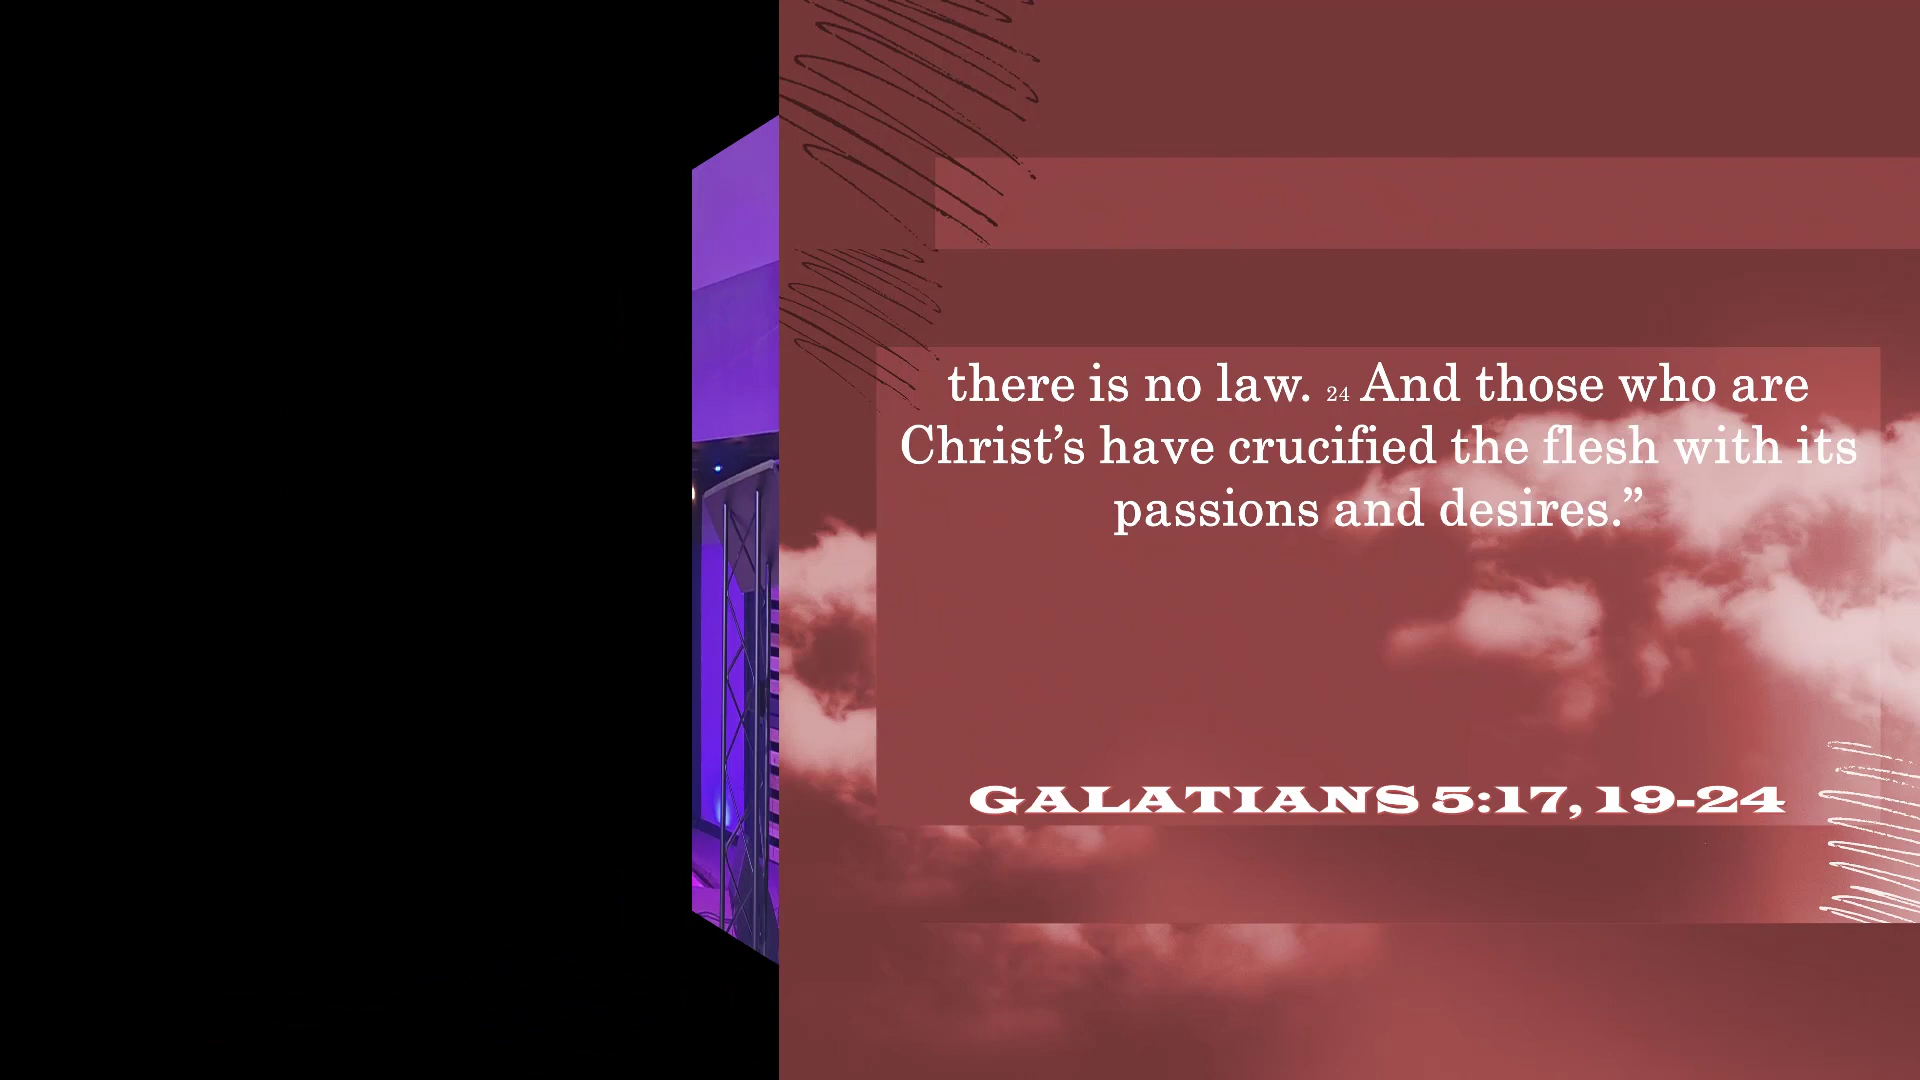 there is no law. 24 And those who are
Christ’s have crucified the flesh with its
passions and desires.”
GALATIANS 5:17, 19-24